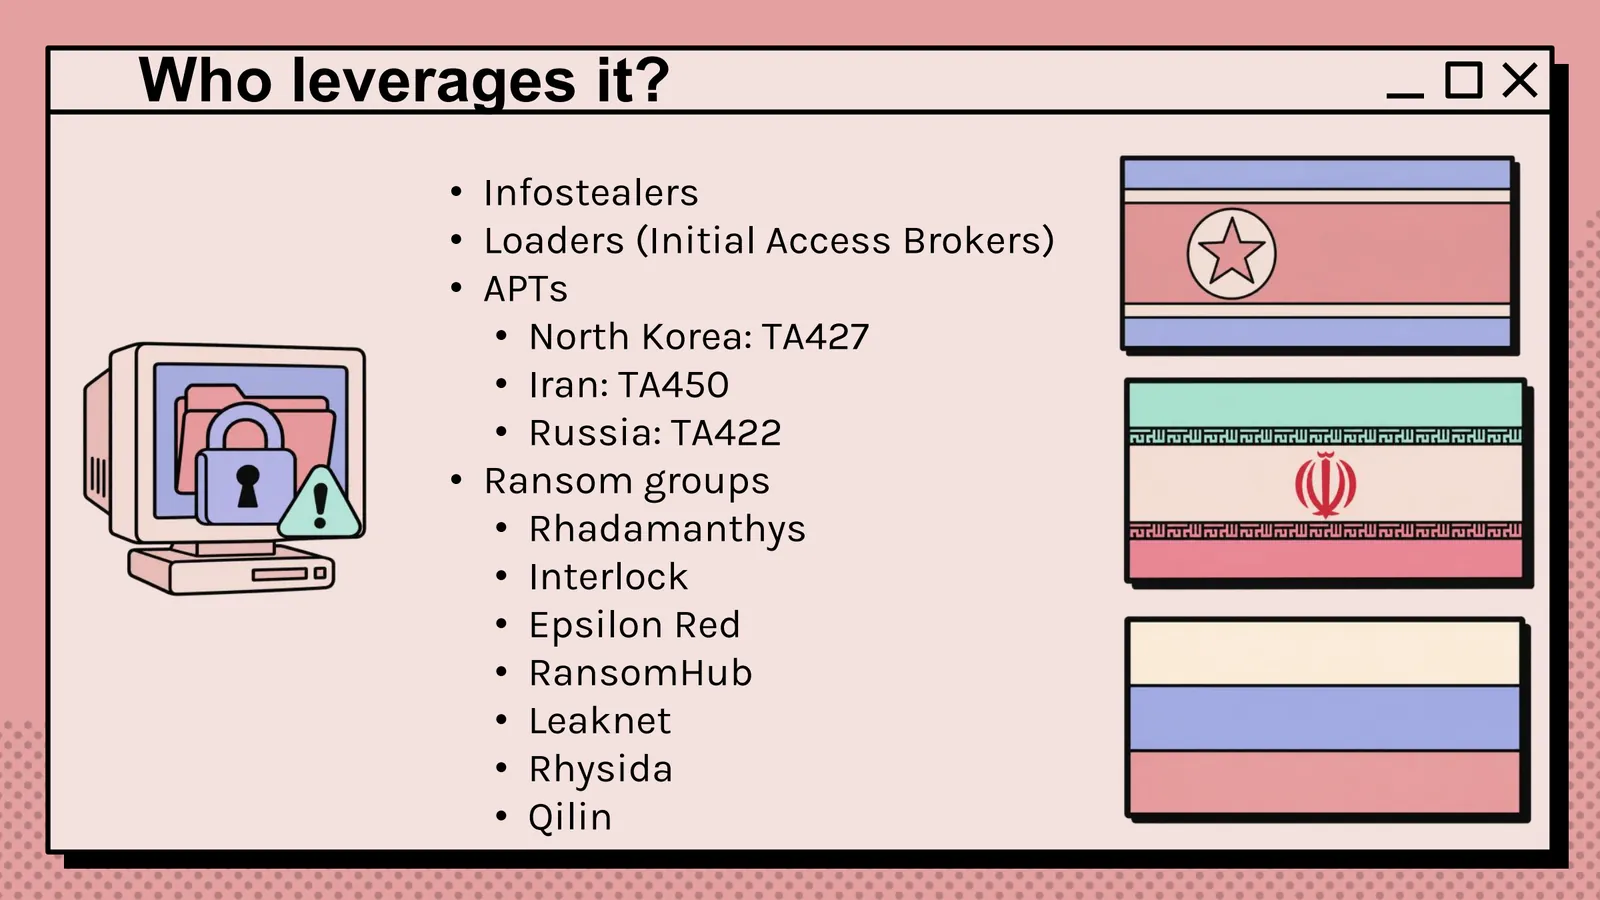 Who leverages it?
• Infostealers
• Loaders (Initial Access Brokers)
• APTs
• North Korea: TA427
• Iran: TA450
• Russia: TA422
• Ransom groups
• Rhadamanthys
• Interlock
• Epsilon Red
• RansomHub
• Leaknet
• Rhysida
• Qilin